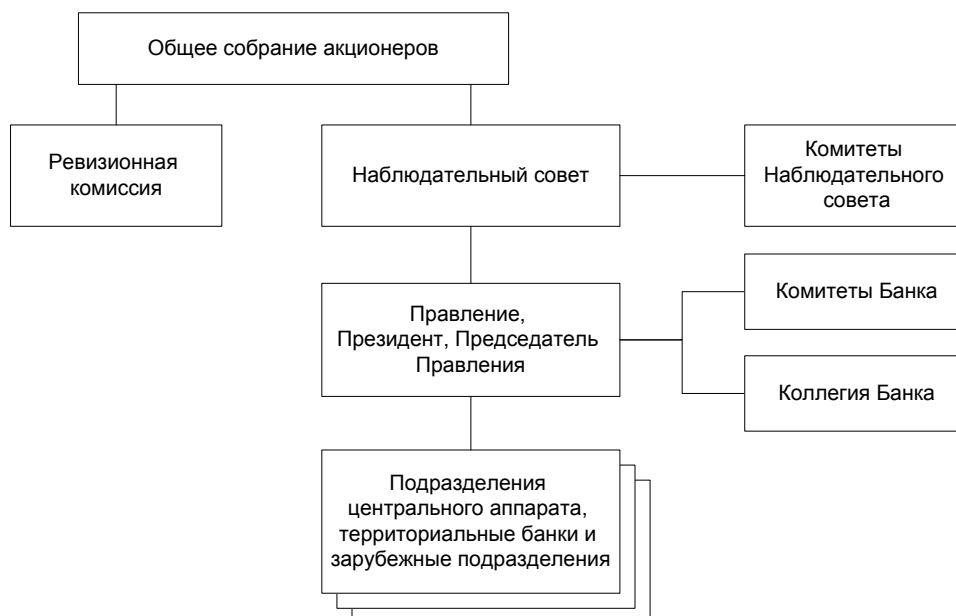 Общее собрание акционеров
Ревизионная
комиссия
Наблюдательный совет
Комитеты
Наблюдательного
совета
Правление,
Президент, Председатель
Правления
Комитеты Банка
Коллегия Банка
Подразделения
центрального аппарата,
территориальные банки и
зарубежные подразделения